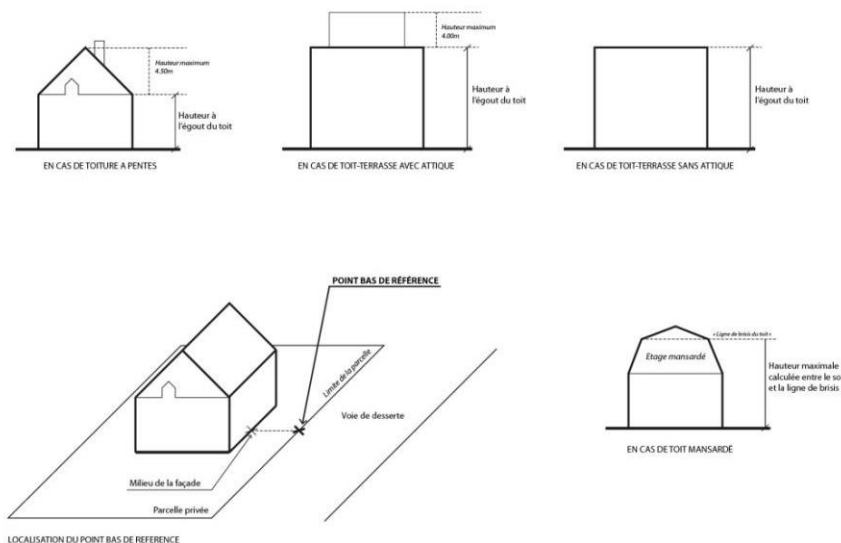 Hauteur maximum
4.50m
Hauteur à
l'égout du toit
EN CAS DE TOITURE A PENTES
Hauteur maximum
4.00m
Hauteur à
l'égout du toit
EN CAS DE TOIT-TERRASSE AVEC ATTIQUE
Hauteur à
l'égout du toit
EN CAS DE TOIT-TERRASSE SANS ATTIQUE
POINT BAS DE RÉFÉRENCE
Limite de la parcelle
Voie de desserte
Milieu de la façade
Parcelle privée
LOCALISATION DU POINT BAS DE REFERENCE
« Ligne de brisis du toit »
Etage mansardé
Hauteur maximale
calculée entre le so
et la ligne de brisis
EN CAS DE TOIT MANSARDÉ